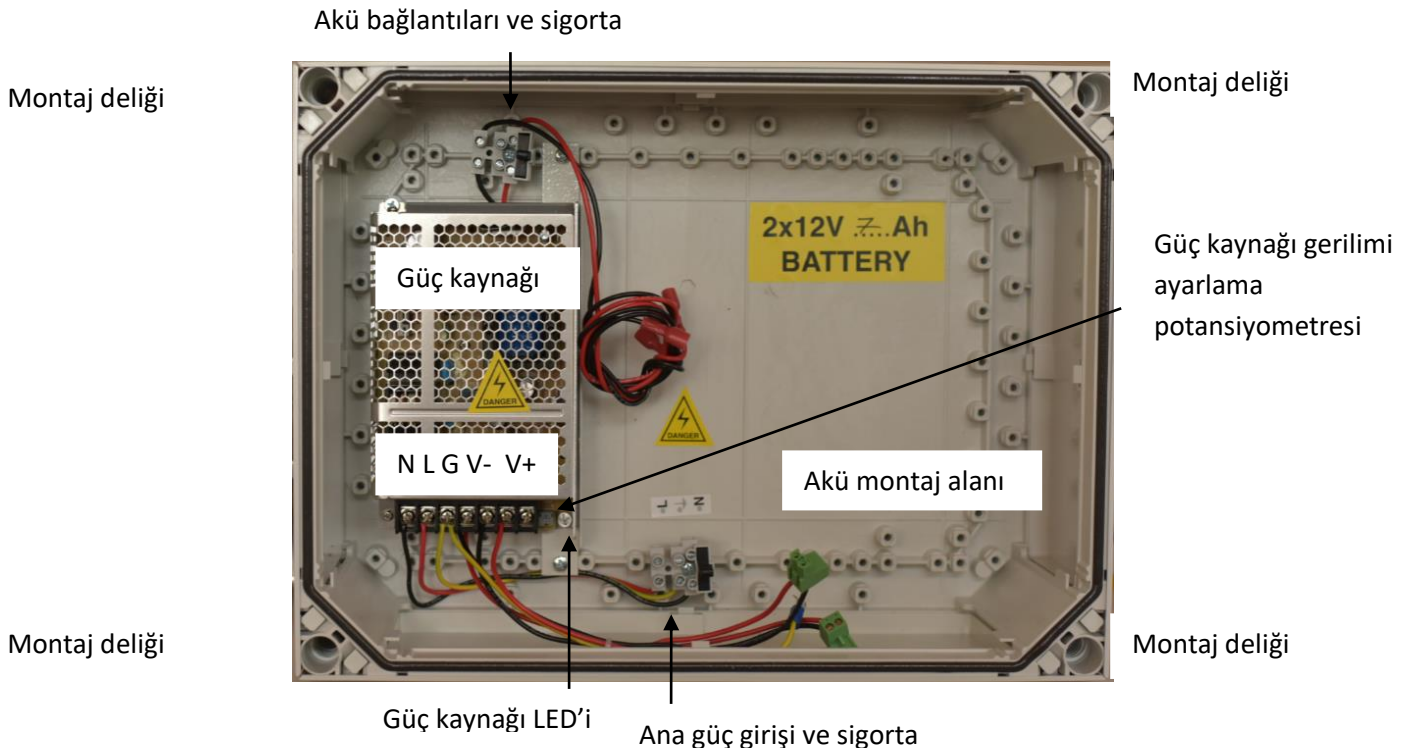 Akü bağlantıları ve sigorta
Montaj deliği
Montaj deliği
2x12V 7....Ah
BATTERY
Güç kaynağı
Güç kaynağı gerilimi
ayarlama
potansiyometresi
DANGER
DANGER
N L G V- V+
Akü montaj alanı
L N
Montaj deliği
Montaj deliği
Güç kaynağı LED’i
Ana güç girişi ve sigorta